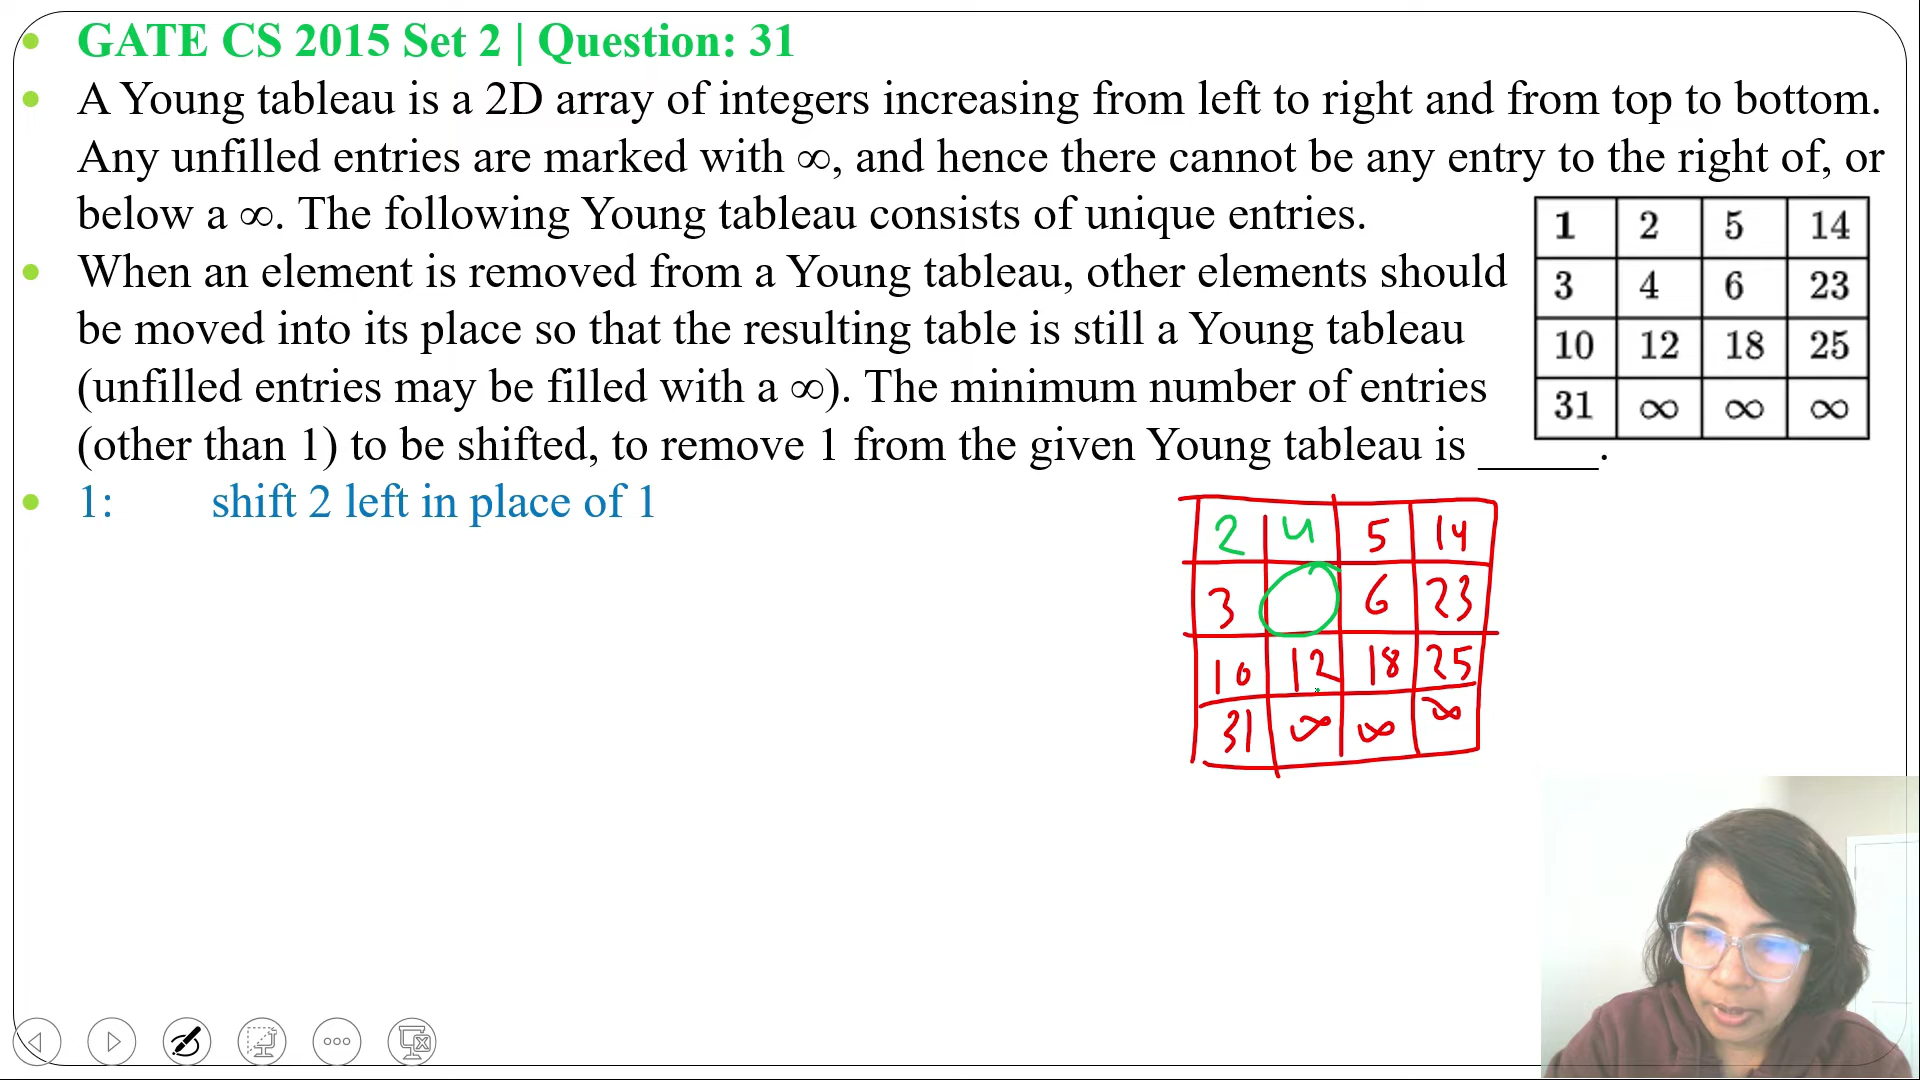 GATE CS 2015 Set 2 | Question: 31
A Young tableau is a 2D array of integers increasing from left to right and from top to bottom.
Any unfilled entries are marked with ∞, and hence there cannot be any entry to the right of, or
below a ∞. The following Young tableau consists of unique entries.
When an element is removed from a Young tableau, other elements should
be moved into its place so that the resulting table is still a Young tableau
(unfilled entries may be filled with a ∞). The minimum number of entries
(other than 1) to be shifted, to remove 1 from the given Young tableau is _____.
1 2 5 14
3 4 6 23
10 12 18 25
31 ∞ ∞ ∞
1: shift 2 left in place of 1
2 4 5 14
3 6 23
10 12 18 25
31 ∞ ∞ ∞